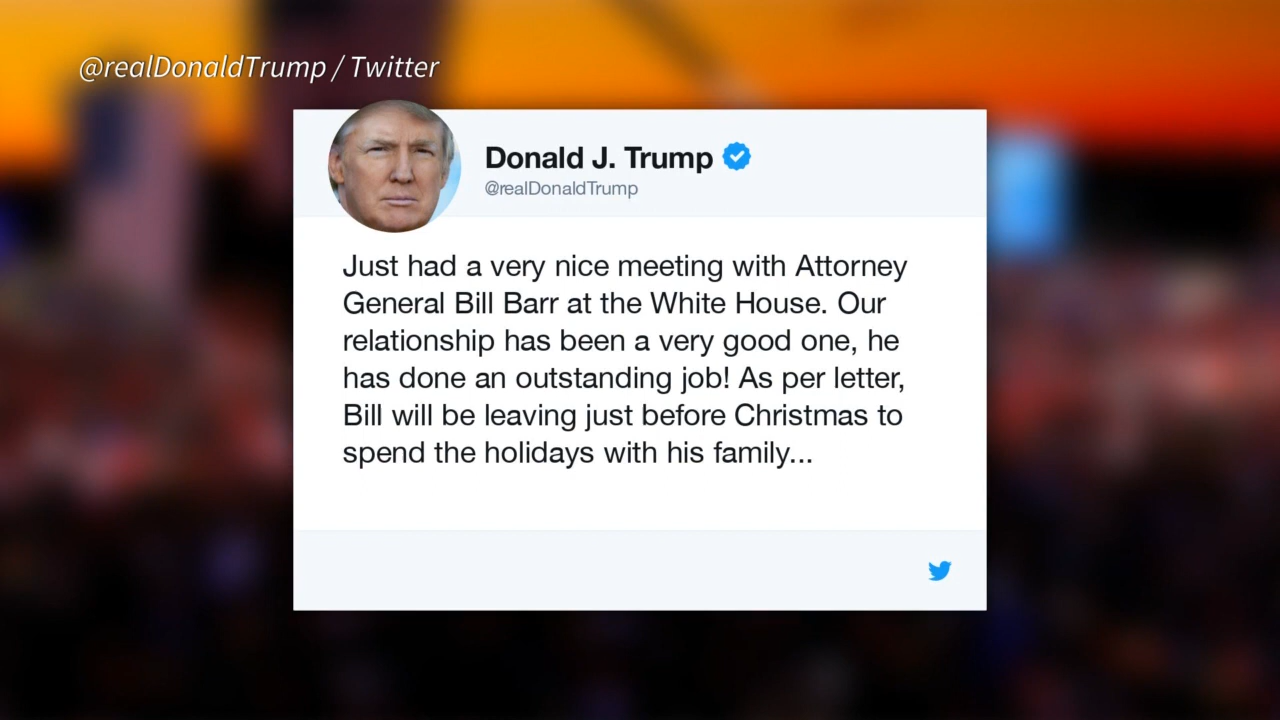 @realDonaldTrump / Twitter
Donald J. Trump
@realDonaldTrump
Just had a very nice meeting with Attorney
General Bill Barr at the White House. Our
relationship has been a very good one, he
has done an outstanding job! As per letter,
Bill will be leaving just before Christmas to
spend the holidays with his family...